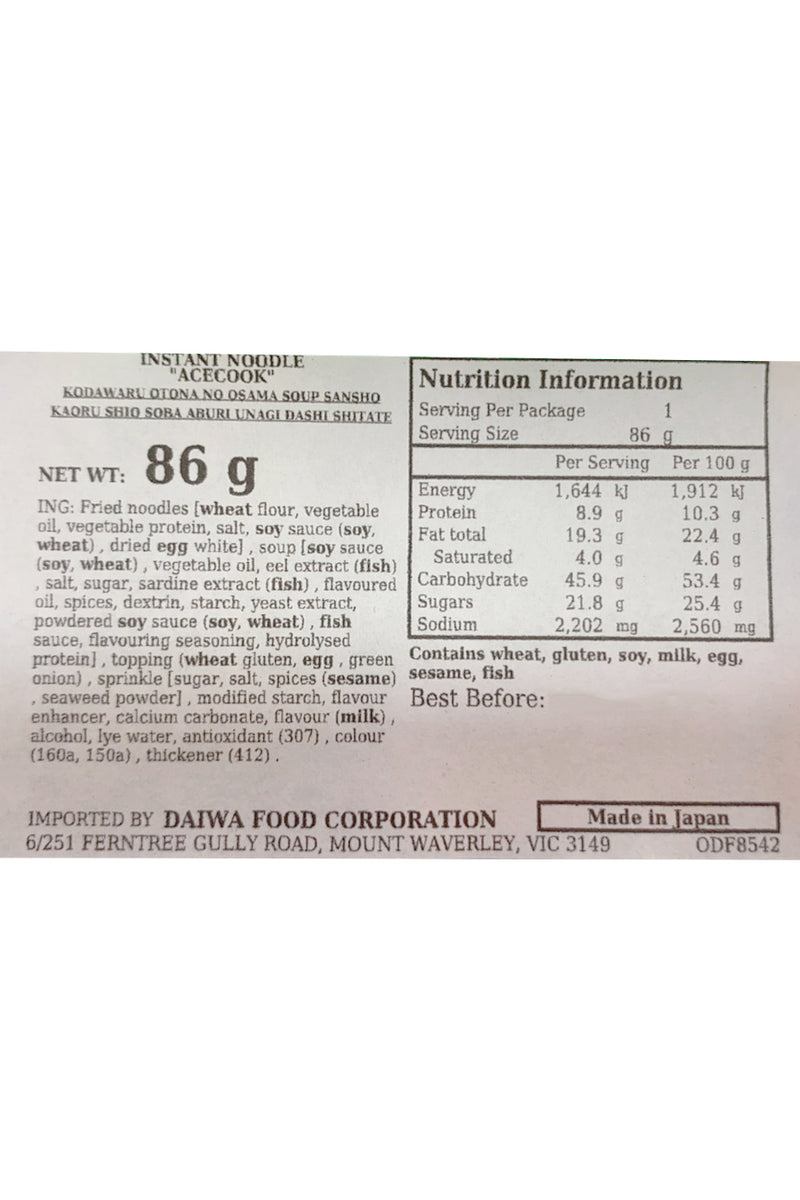 INSTANT NOODLE
"ACECOOK"
KODAWARU OTONA NO OSAMA SOUP SANSHO
KAORU SHIO SOBA ABURI UNAGI DASHI SHITATE
NET WT: 86 g
ING: Fried noodles [wheat flour, vegetable
oil, vegetable protein, salt, soy sauce (soy,
wheat) , dried egg white] , soup [soy sauce
(soy, wheat) , vegetable oil, eel extract (fish)
, salt, sugar, sardine extract (fish) , flavoured
oil, spices, dextrin, starch, yeast extract,
powdered soy sauce (soy, wheat) , fish
sauce, flavouring seasoning, hydrolysed
protein] , topping (wheat gluten, egg , green
onion) , sprinkle [sugar, salt, spices (sesame)
, seaweed powder] , modified starch, flavour
enhancer, calcium carbonate, flavour (milk) ,
alcohol, lye water, antioxidant (307) , colour
(160a, 150a) , thickener (412) .
Nutrition Information
Serving Per Package 1
Serving Size 86 g
Per Serving Per 100 g
Energy 1,644 kJ 1,912 kJ
Protein 8.9 g 10.3 g
Fat total 19.3 g 22.4 g
Saturated 4.0 g 4.6 g
Carbohydrate 45.9 g 53.4 g
Sugars 21.8 g 25.4 g
Sodium 2,202 mg 2,560 mg
Contains wheat, gluten, soy, milk, egg,
sesame, fish
Best Before:
IMPORTED BY DAIWA FOOD CORPORATION
Made in Japan
6/251 FERNTREE GULLY ROAD, MOUNT WAVERLEY, VIC 3149
ODF8542